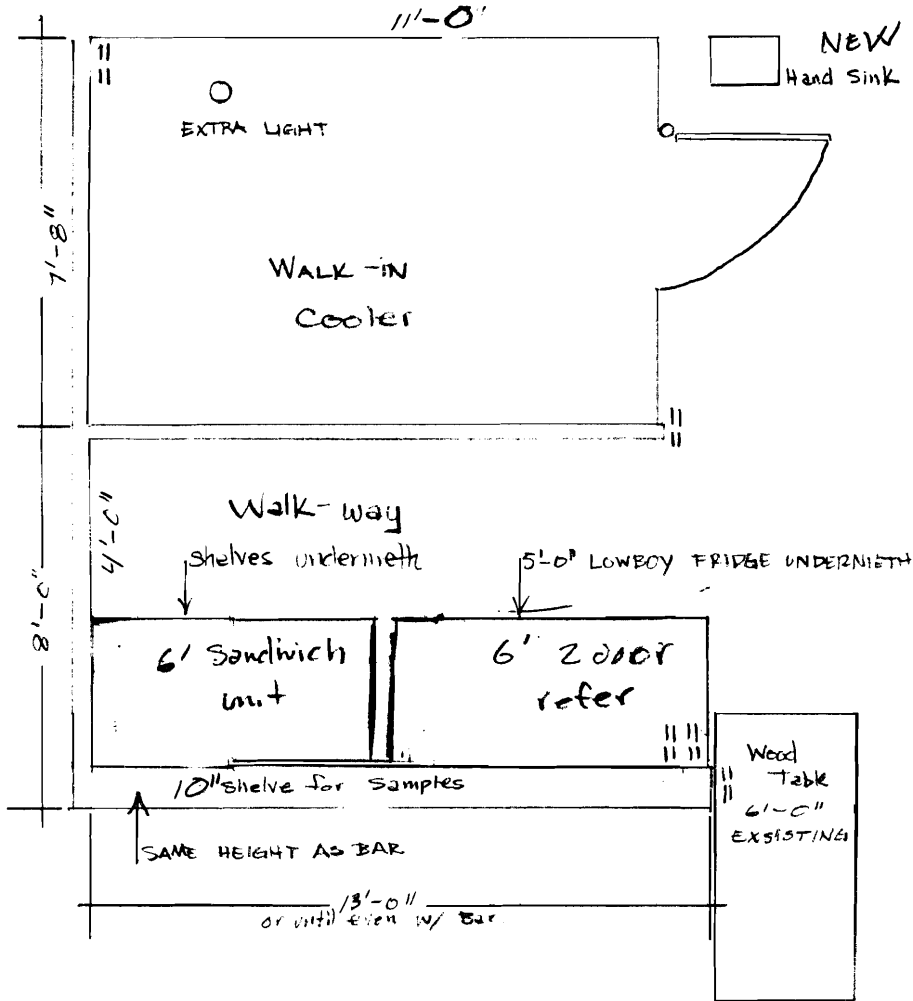 11'-0"
NEW
Hand Sink
EXTRA LIGHT
7'-8"
WALK-IN
Cooler
4'-0"
Walk-way
shelves undernieth
5'-0" LOWBOY FRIDGE UNDERNIETH
8'-0"
6' Sandwich
unit
6' 2 door
refer
Wood
Table
6'-0"
EXSISTING
10" shelve for Samples
SAME HEIGHT AS BAR
13'-0"
or until even w/ Bar